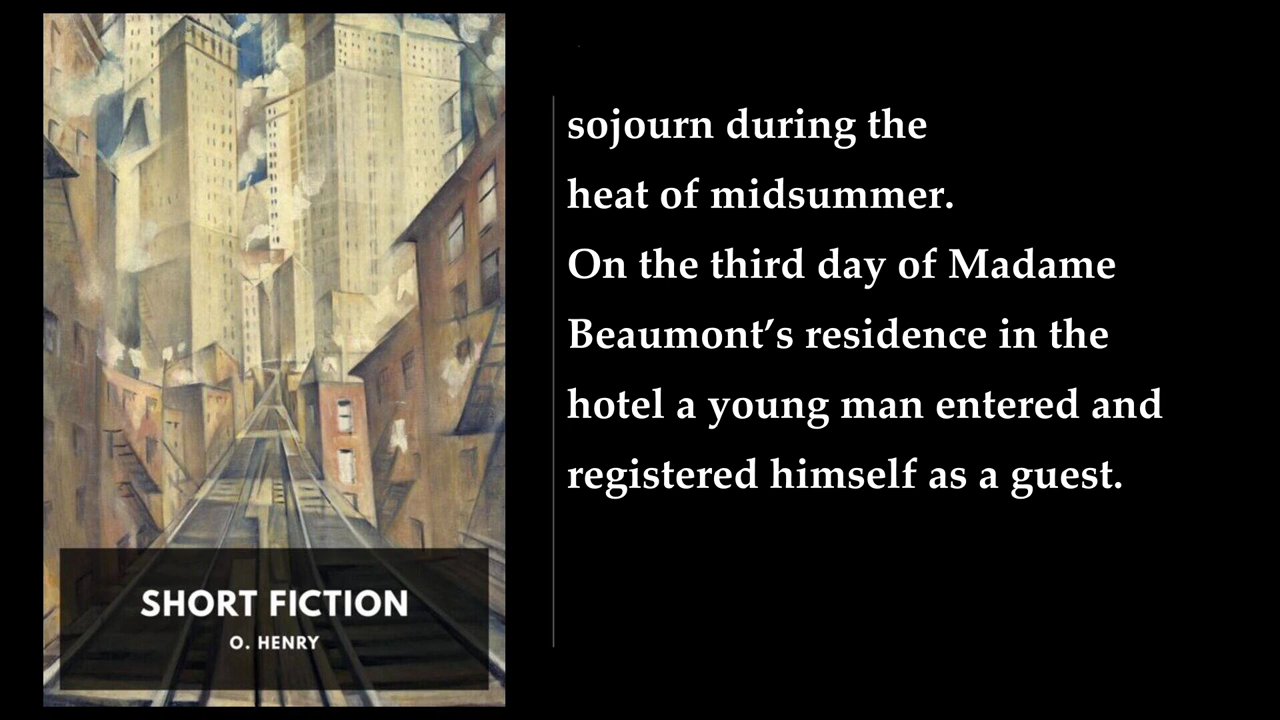 SHORT FICTION
O. HENRY
sojourn during the
heat of midsummer.
On the third day of Madame
Beaumont’s residence in the
hotel a young man entered and
registered himself as a guest.